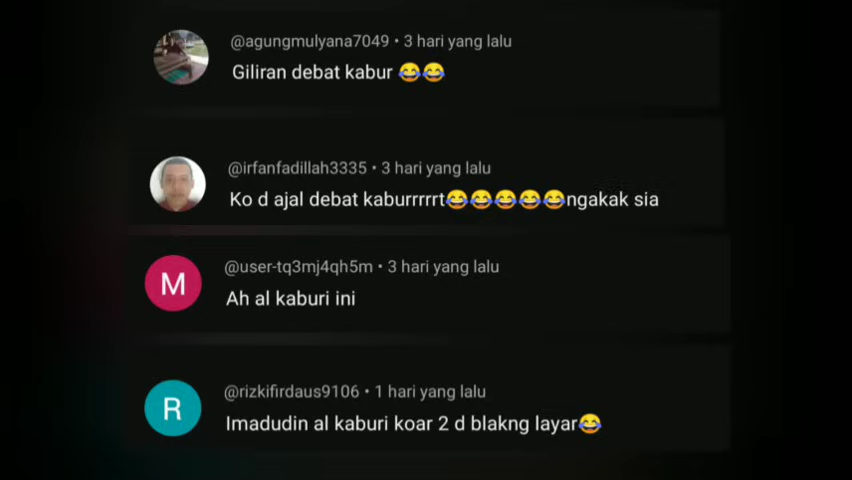 @agungmulyana7049 • 3 hari yang lalu
Giliran debat kabur 😂😂
@irfanfadillah3335 • 3 hari yang lalu
Ko d ajal debat kaburrrrrt😂😂😂😂😂ngakak sia
M
@user-tq3mj4qh5m • 3 hari yang lalu
Ah al kaburi ini
R
@rizkifirdaus9106 • 1 hari yang lalu
Imadudin al kaburi koar 2 d blakng layar😂